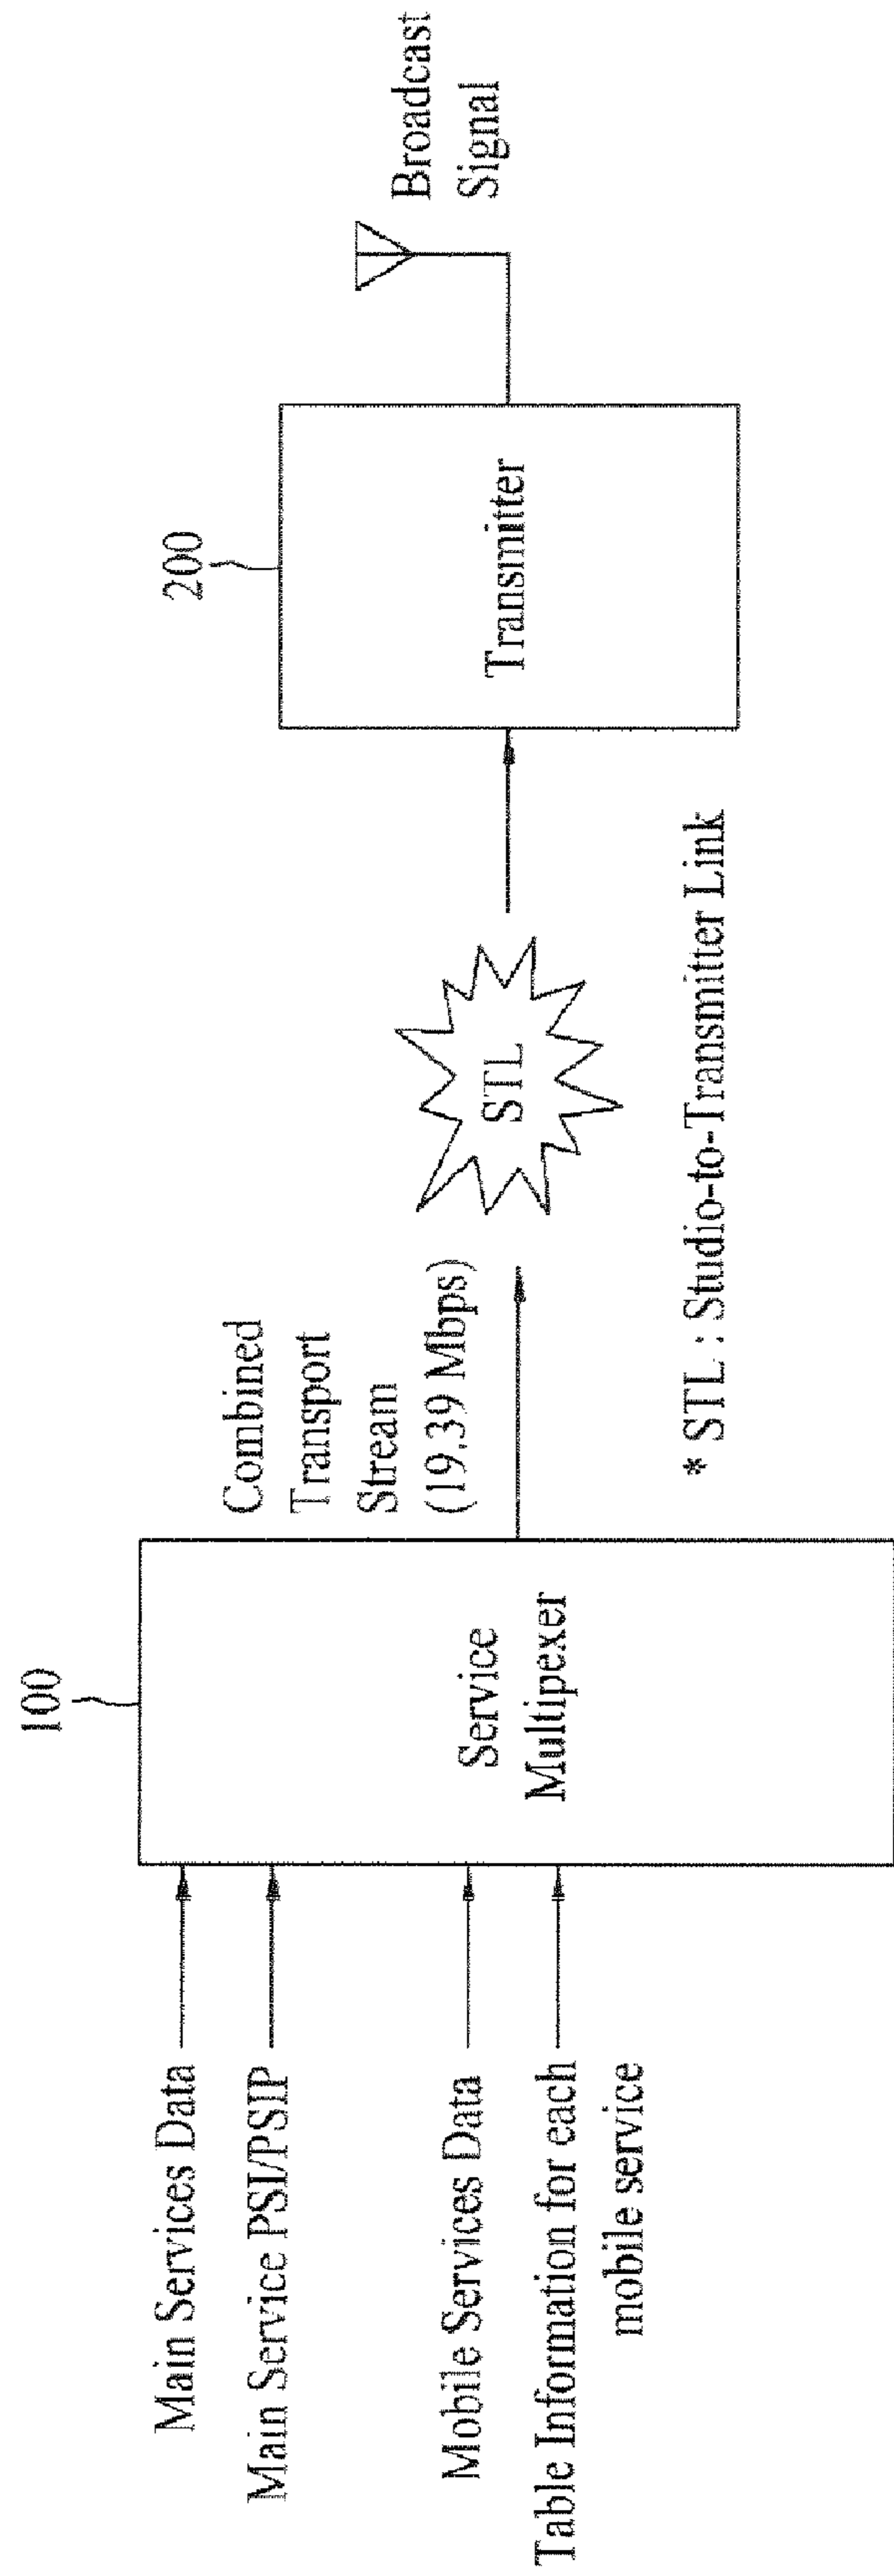 Main Services Data
Main Service PSI/PSIP
Mobile Services Data
Table Information for each
mobile service
100
Service
Multipexer
Combined
Transport
Stream
(19.39 Mbps)
STL
* STL : Studio-to-Transmitter Link
200
Transmitter
Broadcast
Signal